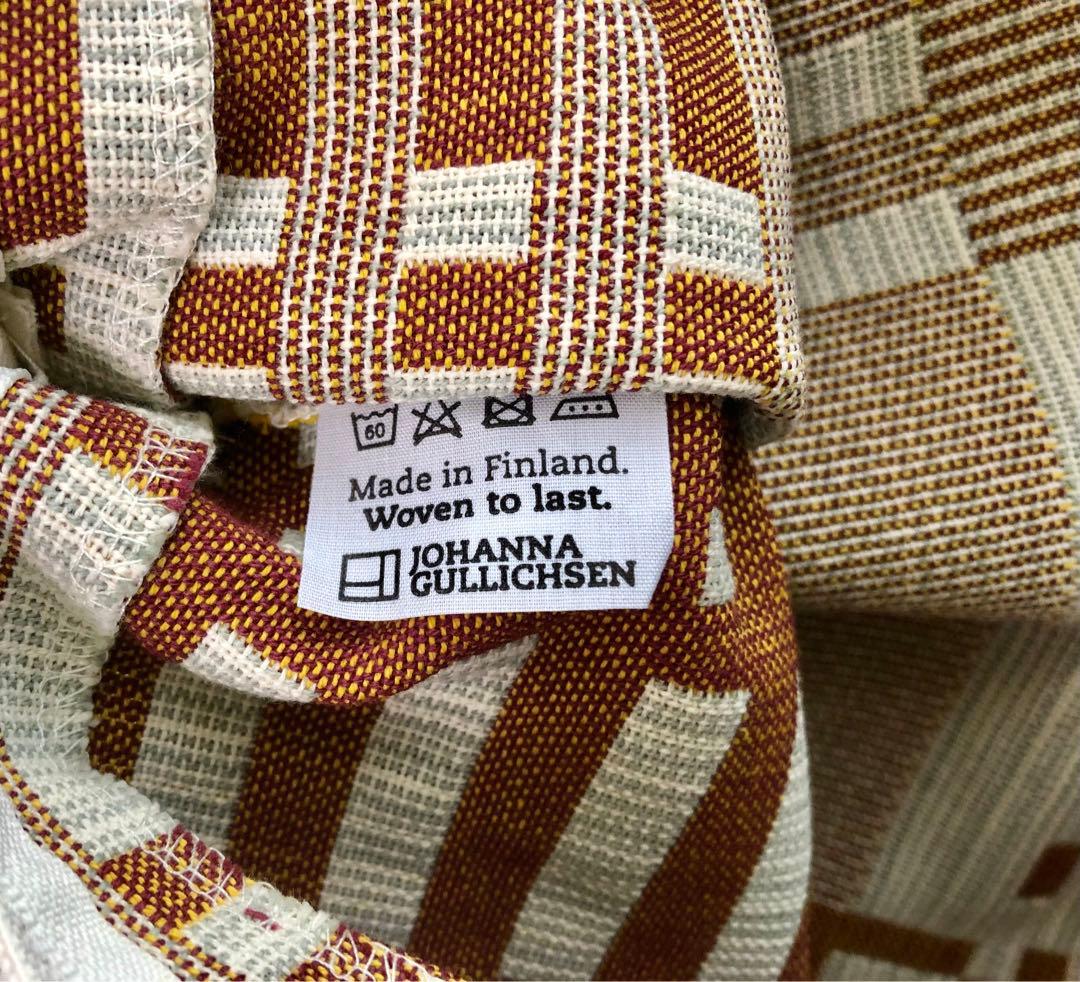 60
Made in Finland.
Woven to last.
JOHANNA
GULLICHSEN